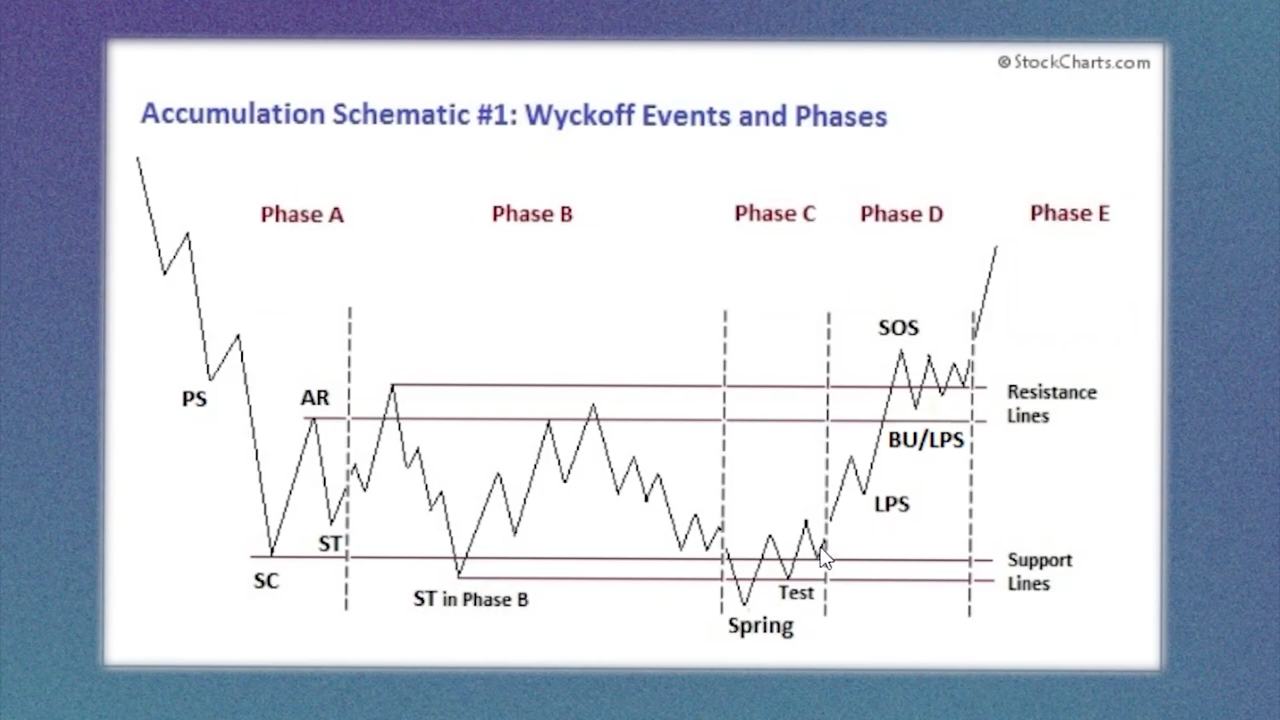 © StockCharts.com
Accumulation Schematic #1: Wyckoff Events and Phases
Phase A
Phase B
Phase C
Phase D
Phase E
SOS
PS
AR
Resistance
Lines
BU/LPS
LPS
ST
SC
Support
Lines
ST in Phase B
Test
Spring